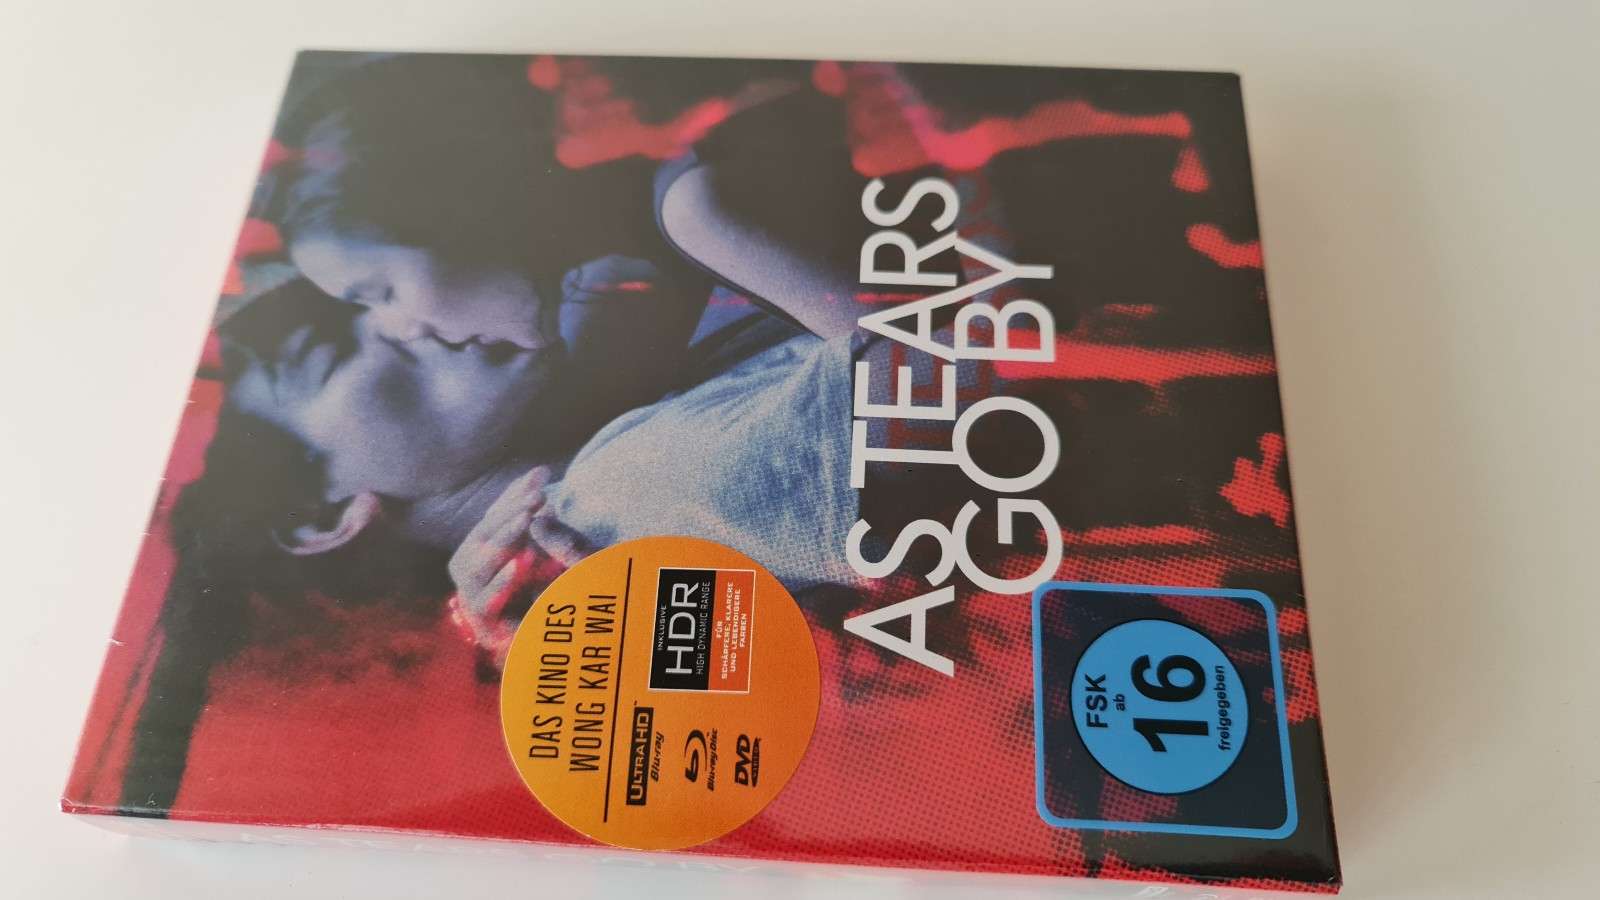 AS TEARS
GO BY
DAS KINO DES
WONG KAR WAI
ULTRA HD
Blu-ray
Blu-ray Disc
DVD
INKLUSIVE
HDR
HIGH DYNAMIC RANGE
FÜR
SCHÄRFERE, KLARERE
UND LEBENDIGERE
FARBEN
FSK
ab
16
freigegeben